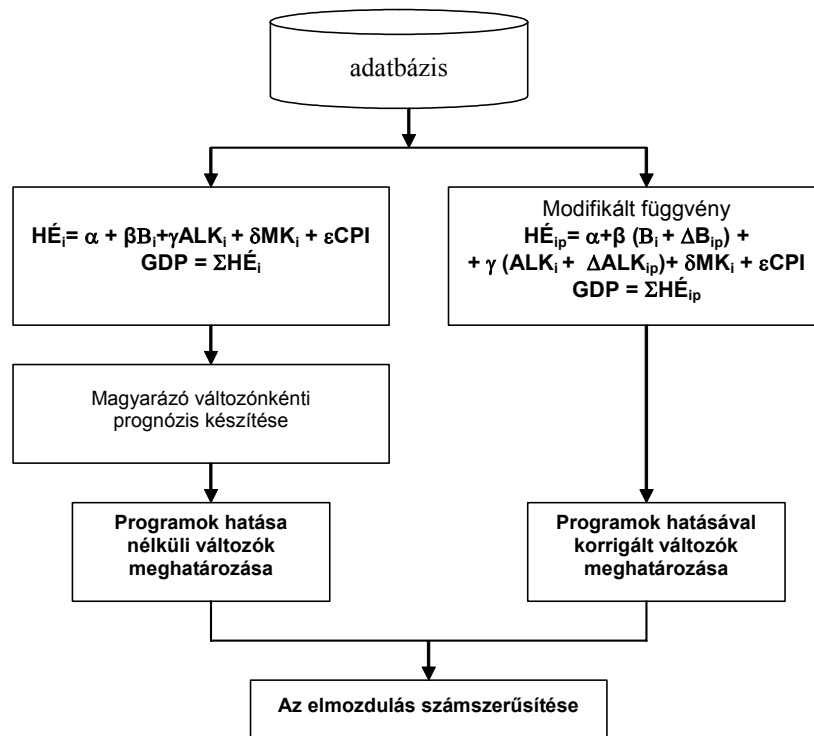 adatbázis
HÉi= α + βBi+γALKi + δMKi + εCPI
GDP = ΣHÉi
Modifikált függvény
HÉip= α+β (Bi + ΔBip) +
+ γ (ALKi + ΔALKip)+ δMKi + εCPI
GDP = ΣHÉip
Magyarázó változónkénti
prognózis készítése
Programok hatása
nélküli változók
meghatározása
Programok hatásával
korrigált változók
meghatározása
Az elmozdulás számszerűsítése